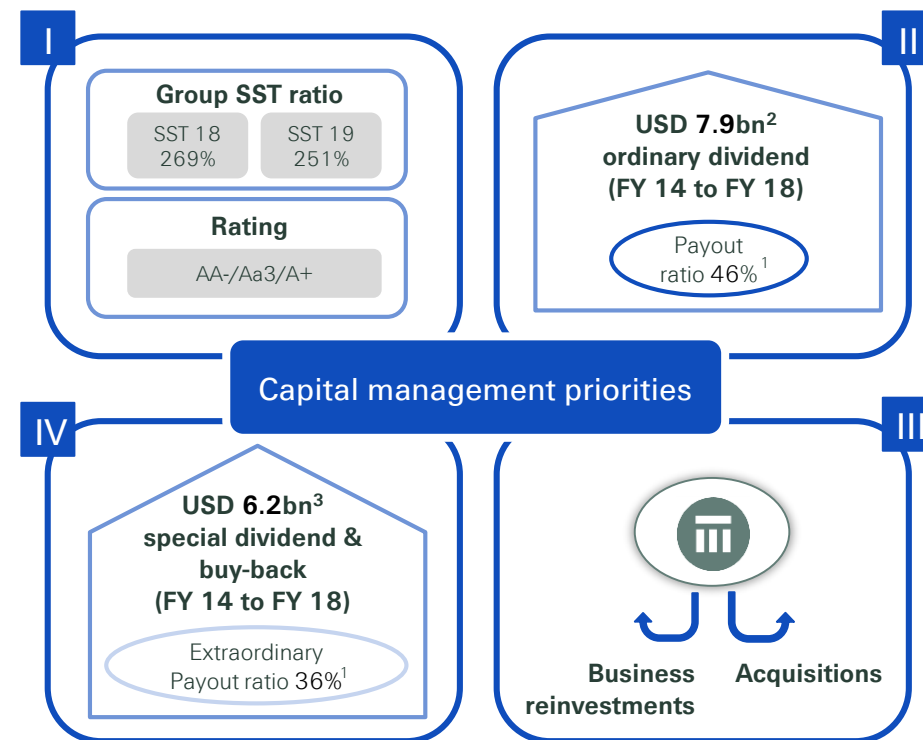 I
Group SST ratio
SST 18
269%
SST 19
251%
Rating
AA-/Aa3/A+
II
USD 7.9bn²
ordinary dividend
(FY 14 to FY 18)
Payout
ratio 46%¹
Capital management priorities
IV
USD 6.2bn³
special dividend &
buy-back
(FY 14 to FY 18)
Extraordinary
Payout ratio 36%¹
III
Business
reinvestments
Acquisitions